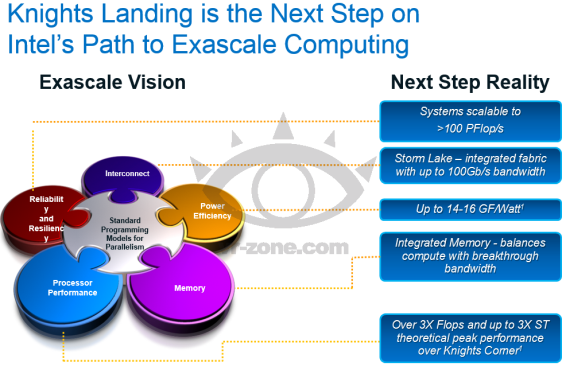 Knights Landing is the Next Step on
Intel's Path to Exascale Computing
Exascale Vision
Next Step Reality
Systems scalable to
>100 PFlop/s
Interconnect
Storm Lake – integrated fabric
with up to 100Gb/s bandwidth
Reliabilit
y and
Resilienc
y
Power
Efficiency
Up to 14-16 GF/Watt†
Standard
Programming
Models for
Parallelism
r-zone.com
Integrated Memory - balances
compute with breakthrough
bandwidth
Processor
Performance
Memory
Over 3X Flops and up to 3X ST
theoretical peak performance
over Knights Corner†